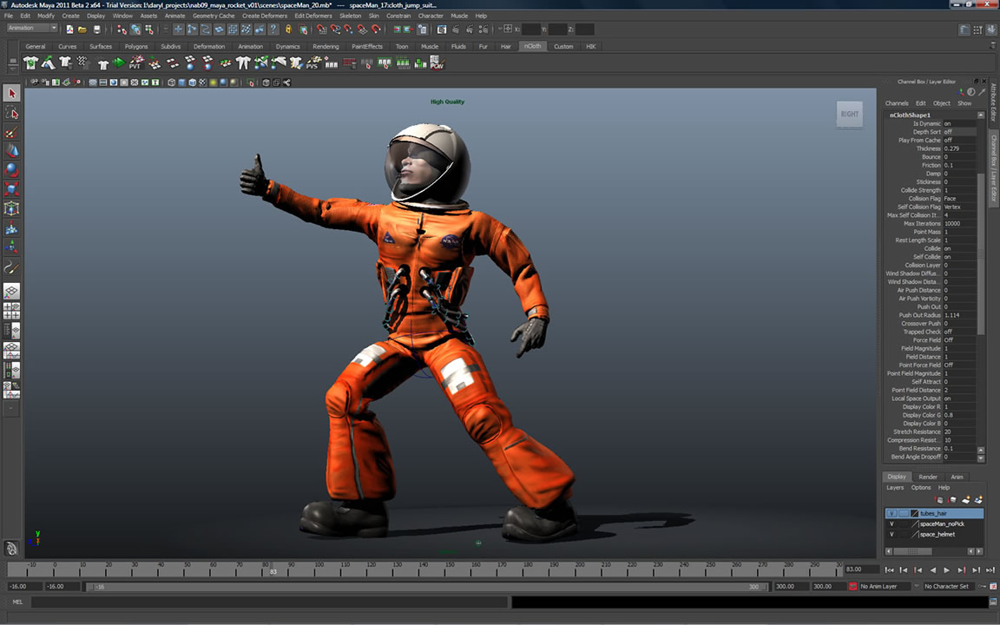 Autodesk Maya 2011 Beta 2 x64 - Trial Version: I:\daryl_projects\nab09_maya_rocket_v01\scenes\spaceMan_20.mb* --- spaceMan_17:cloth_jump_suit...
File Edit Modify Create Display Window Assets Animate Geometry Cache Create Deformers Edit Deformers Skeleton Skin Constrain Character Muscle Help
Animation
X: Y: Z:
General Curves Surfaces Polygons Subdivs Deformation Animation Dynamics Rendering PaintEffects Toon Muscle Fluids Fur Hair nCloth Custom HIK
PVT PVS POW
High Quality
RIGHT
Channel Box / Layer Editor
Channels Edit Object Show
nClothShape1
Is Dynamic on
Depth Sort off
Play From Cache off
Thickness 0.279
Bounce 0
Friction 0.1
Damp 0
Stickiness 0
Collide Strength 1
Collision Flag Face
Self Collision Flag Vertex
Max Self Collision It... 4
Max Iterations 10000
Point Mass 1
Rest Length Scale 1
Collide on
Self Collide on
Collision Layer 0
Wind Shadow Diffus... 0
Wind Shadow Dista... 0
Air Push Distance 0
Air Push Vorticity 0
Push Out 0
Push Out Radius 1.114
Crossover Push 0
Trapped Check off
Force Field Off
Field Magnitude 1
Field Distance 1
Point Force Field Off
Point Field Magnitude 1
Self Attract 0
Point Field Distance 2
Local Space Output on
Display Color R 1
Display Color G 0.8
Display Color B 0
Stretch Resistance 20
Compression Resist... 10
Bend Resistance 0.1
Bend Angle Dropoff 0
Attribute Editor
Channel Box / Layer Editor
Display Render Anim
Layers Options Help
V tubes_hair
V spaceMan_noPick
V space_helmet
y
-10 0 10 20 30 40 50 60 70 80 90 100 110 120 130 140 150 160 170 180 190 200 210 220 230 240 250 260 270 280 290 30
83
83.00
-16.00 -16.00 -16 300 300.00 300.00 No Anim Layer No Character Set
MEL